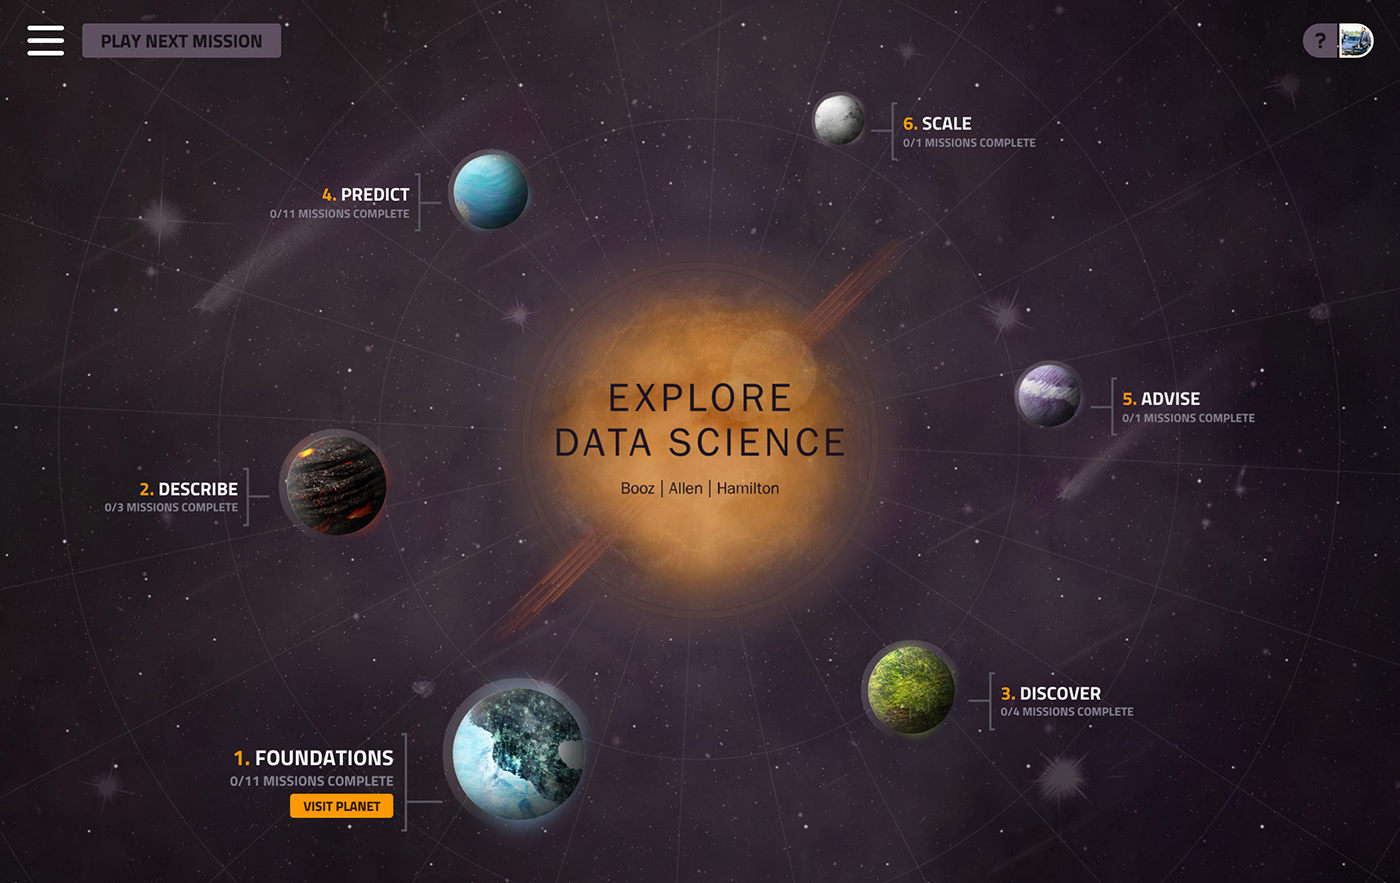 PLAY NEXT MISSION
?
6. SCALE
0/1 MISSIONS COMPLETE
4. PREDICT
0/11 MISSIONS COMPLETE
EXPLORE
DATA SCIENCE
Booz | Allen | Hamilton
5. ADVISE
0/1 MISSIONS COMPLETE
2. DESCRIBE
0/3 MISSIONS COMPLETE
3. DISCOVER
0/4 MISSIONS COMPLETE
1. FOUNDATIONS
0/11 MISSIONS COMPLETE
VISIT PLANET